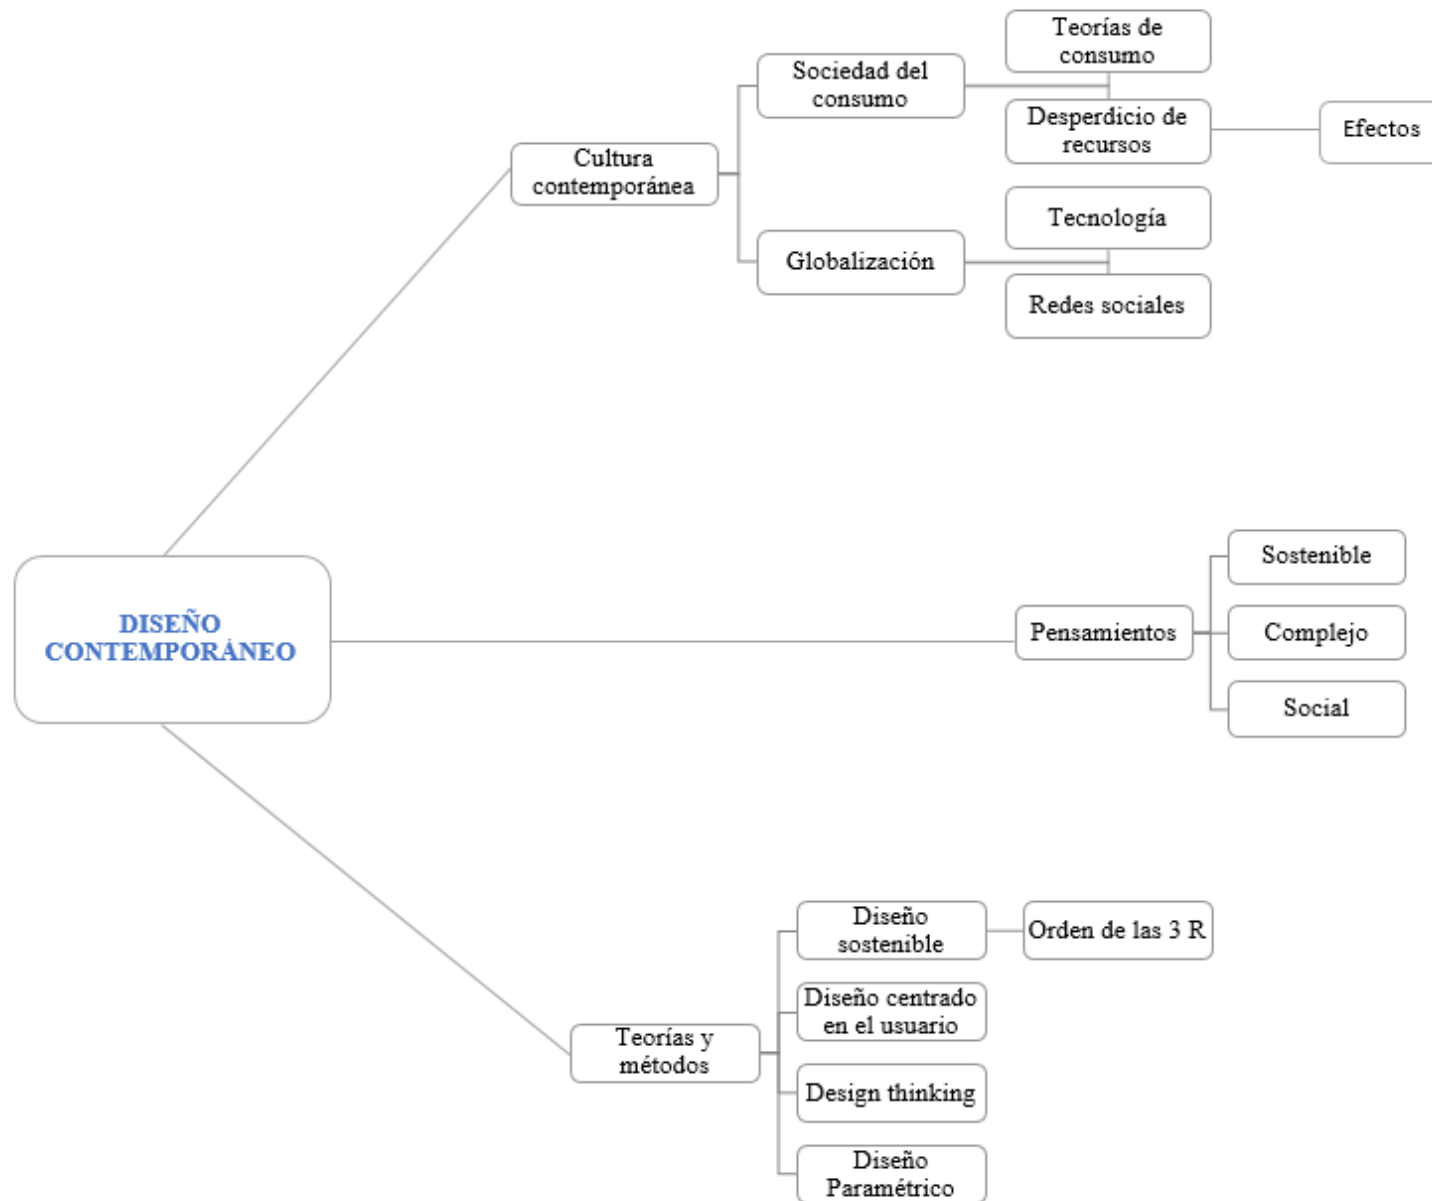 Teorías de
consumo
Sociedad del
consumo
Desperdicio de
recursos
Efectos
Cultura
contemporánea
Tecnología
Globalización
Redes sociales
DISEÑO
CONTEMPORÁNEO
Pensamientos
Sostenible
Complejo
Social
Teorías y
métodos
Diseño
sostenible
Orden de las 3 R
Diseño centrado
en el usuario
Design thinking
Diseño
Paramétrico